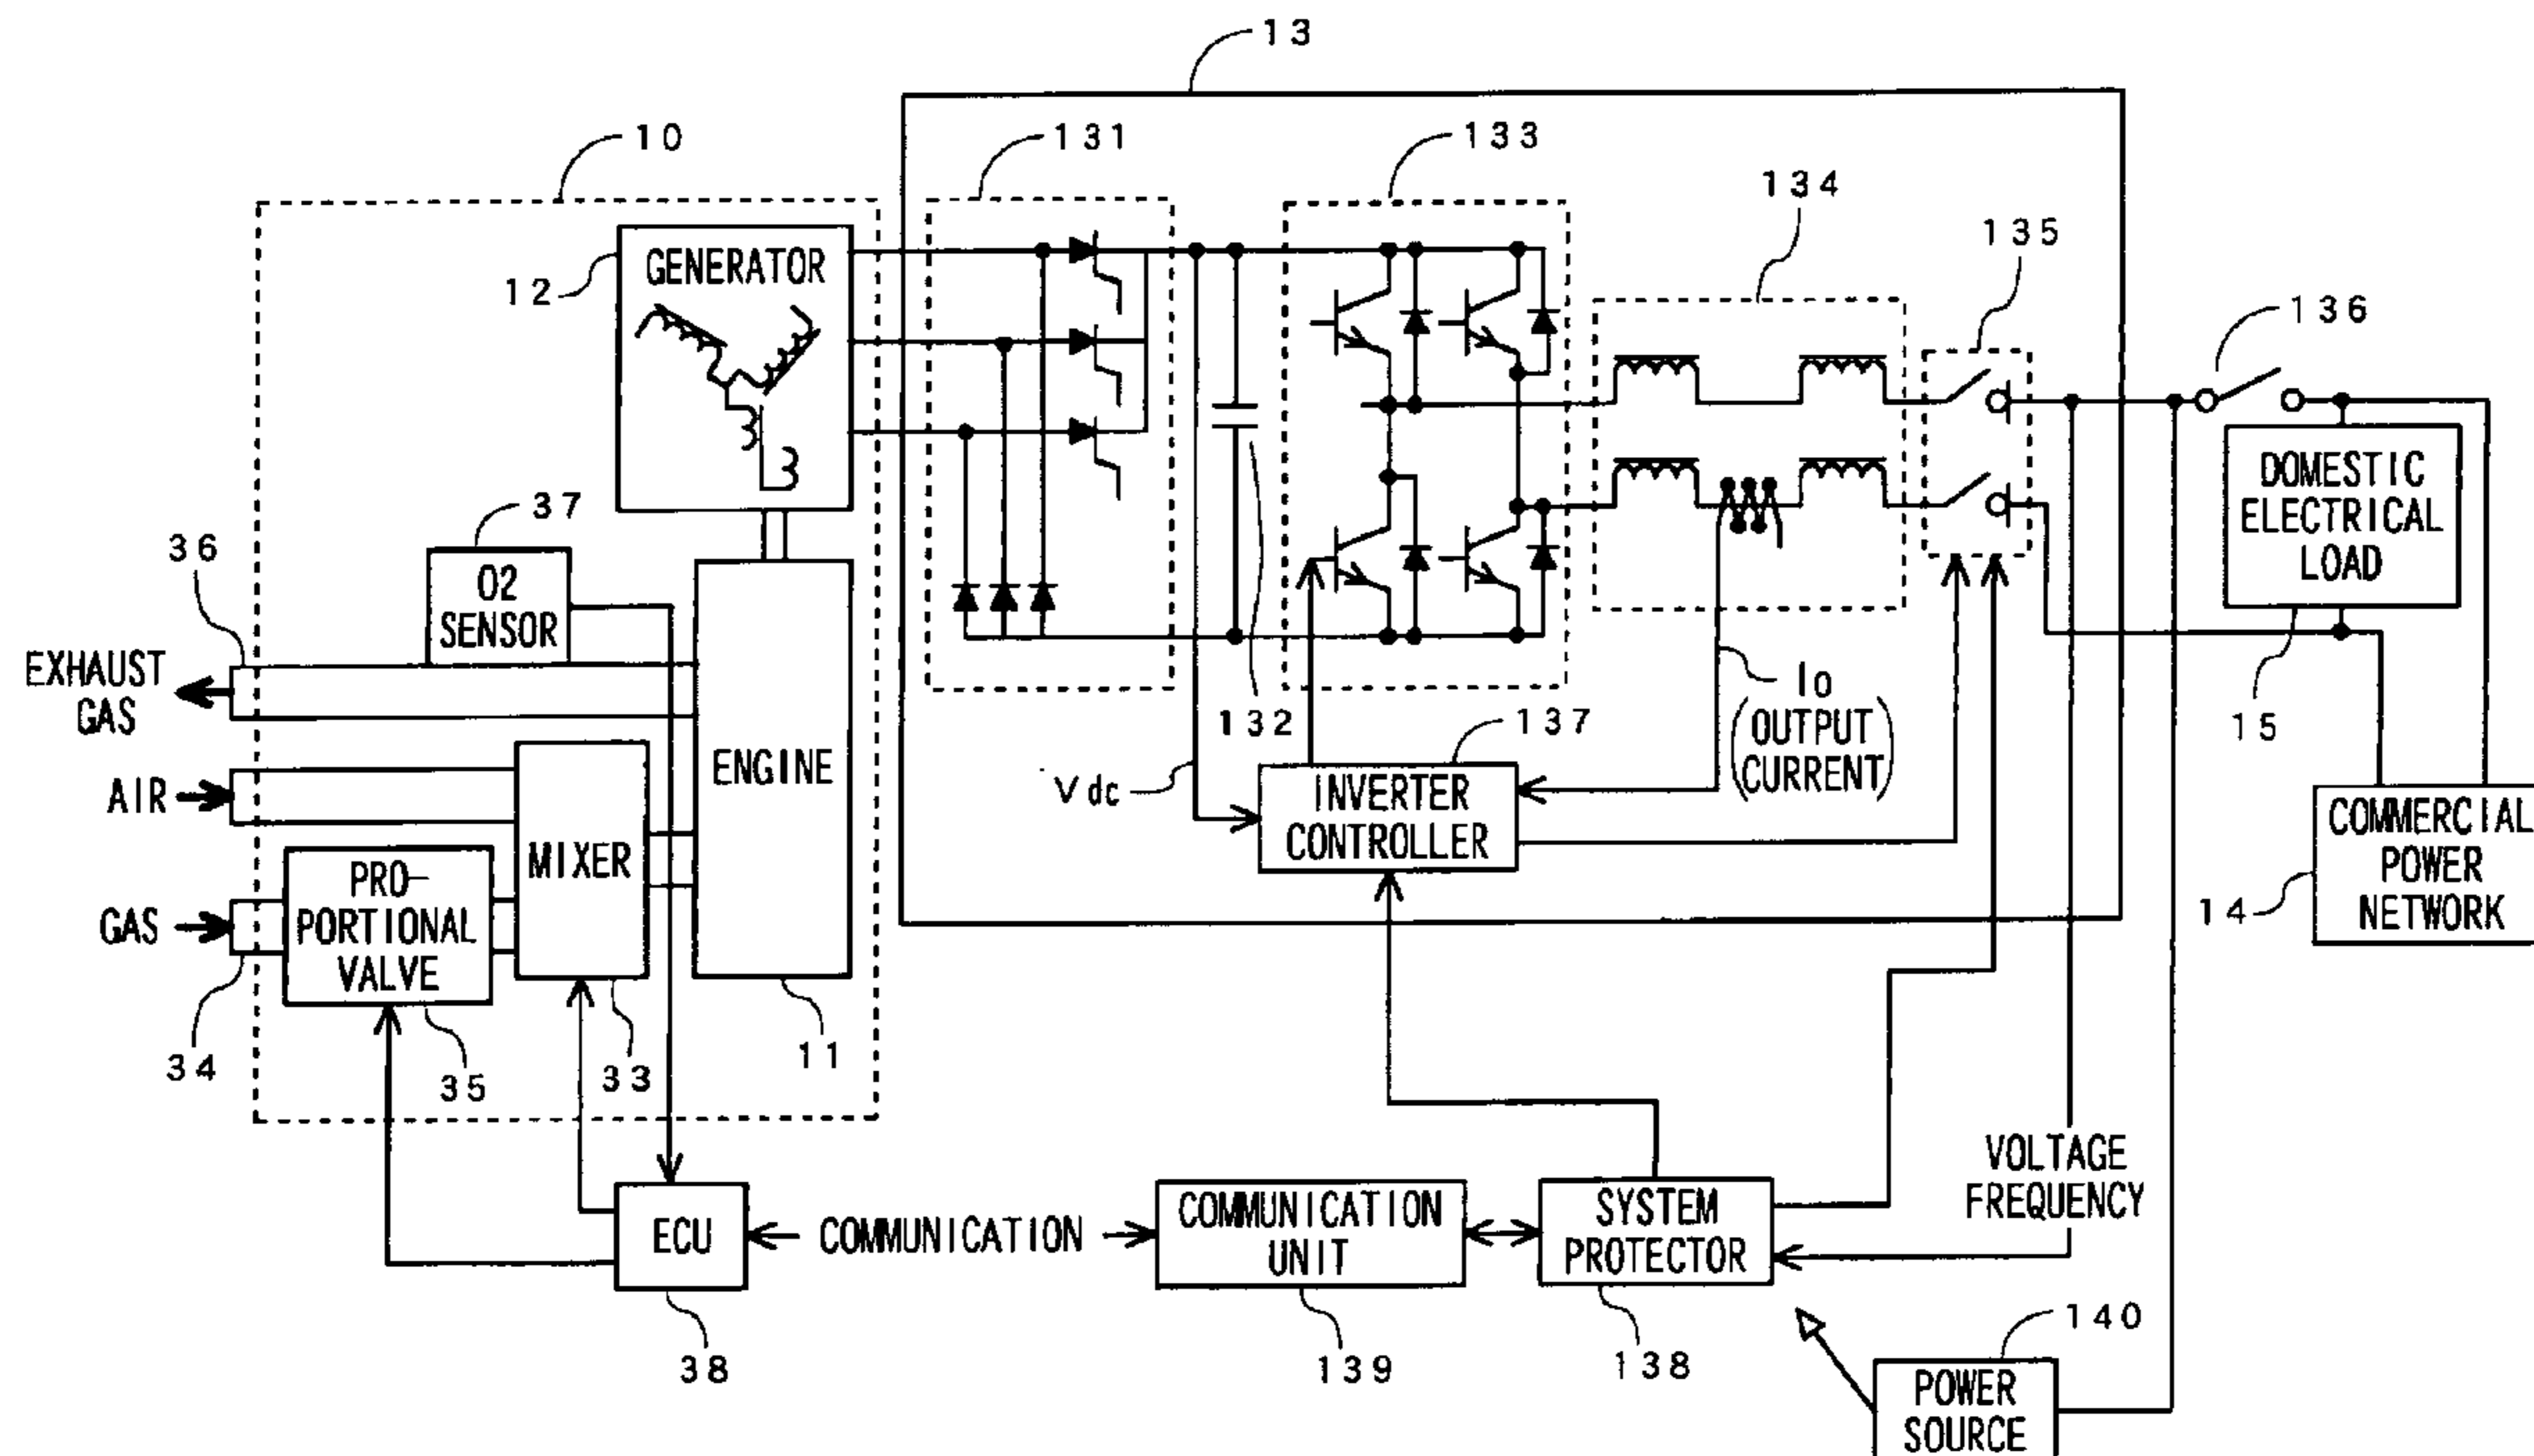 13
10
131
133
134
135
136
GENERATOR
12
37
36
O2
SENSOR
EXHAUST
GAS
AIR
GAS
34
PRO-
PORTIONAL
VALVE
35
MIXER
33
ENGINE
11
132
Vdc
137
INVERTER
CONTROLLER
Io
(OUTPUT
CURRENT)
DOMESTIC
ELECTRICAL
LOAD
15
COMMERCIAL
POWER
NETWORK
14
VOLTAGE
FREQUENCY
ECU
38
COMMUNICATION
COMMUNICATION
UNIT
139
SYSTEM
PROTECTOR
138
140
POWER
SOURCE